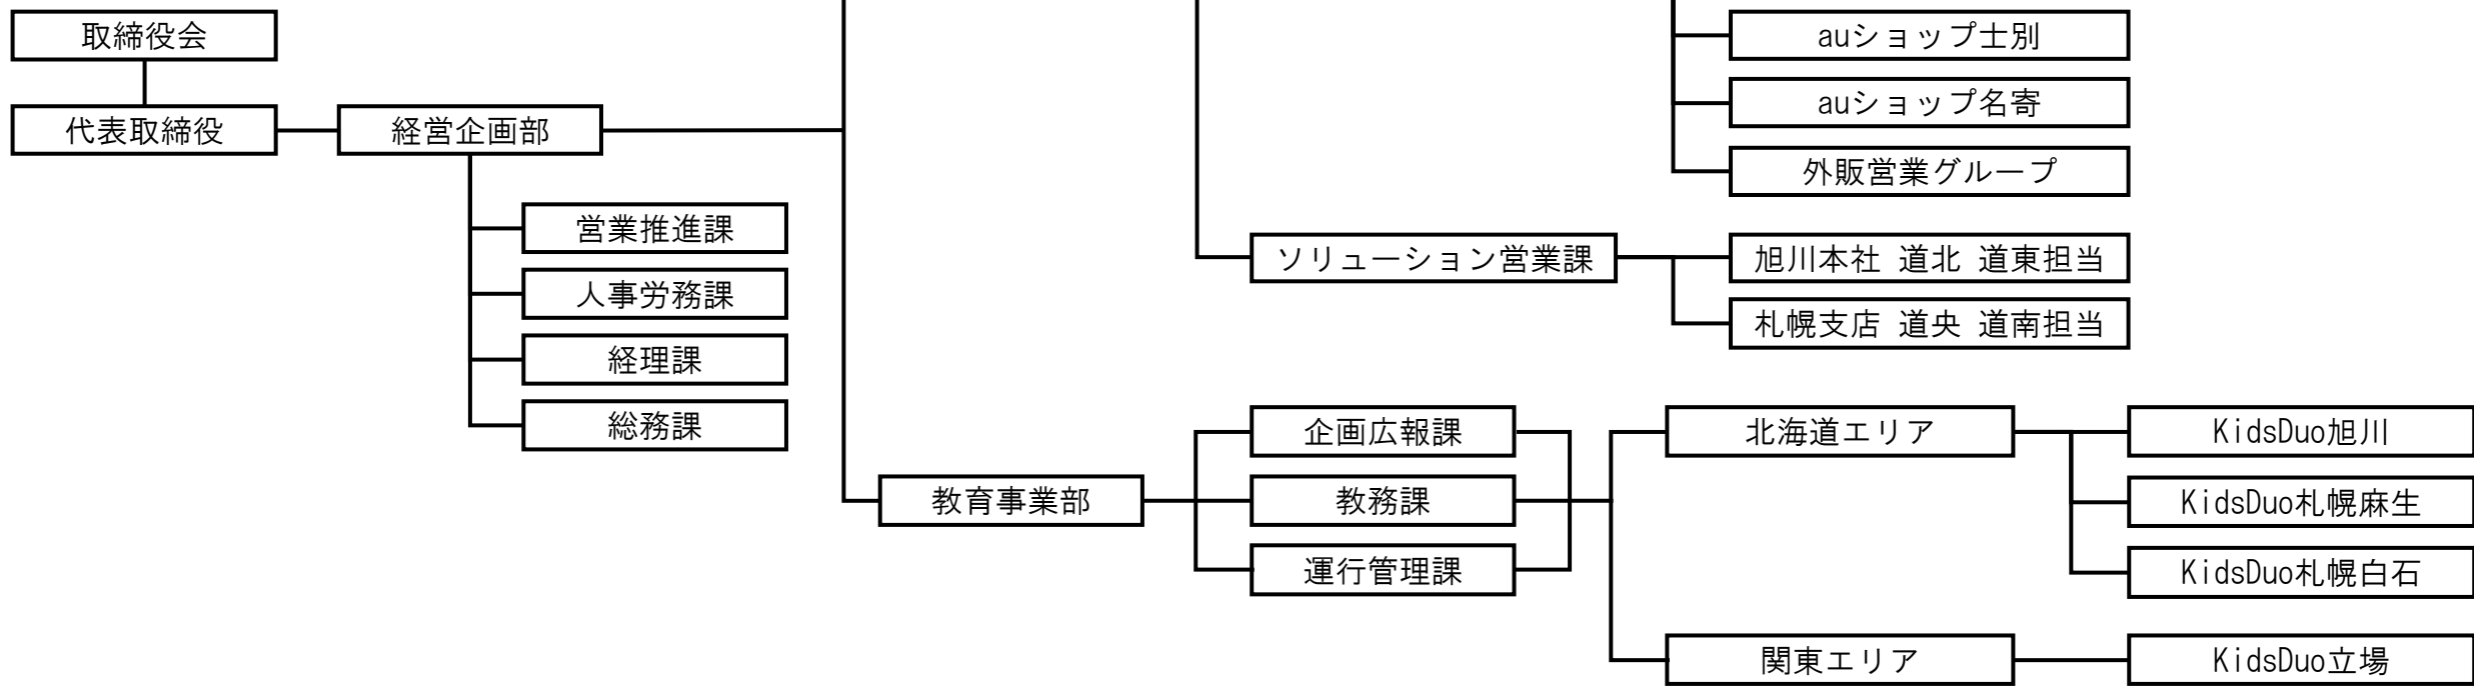 取締役会
代表取締役
経営企画部
営業推進課
人事労務課
経理課
総務課
auショップ士別
auショップ名寄
外販営業グループ
ソリューション営業課
旭川本社 道北 道東担当
札幌支店 道央 道南担当
教育事業部
企画広報課
教務課
運行管理課
北海道エリア
KidsDuo旭川
KidsDuo札幌麻生
KidsDuo札幌白石
関東エリア
KidsDuo立場